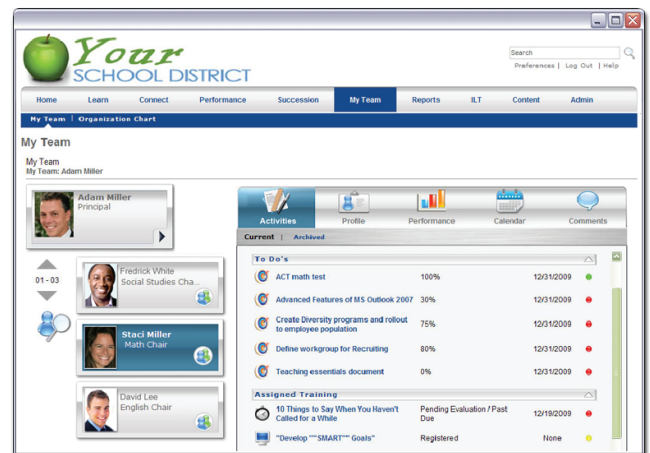 Your
SCHOOL DISTRICT
Search
Preferences | Log Out | Help
Home Learn Connect Performance Succession My Team Reports ILT Content Admin
My Team | Organization Chart
My Team
My Team
My Team: Adam Miller
Adam Miller
Principal
Activities Profile Performance Calendar Comments
Current | Archived
01 - 03
Fredrick White
Social Studies Cha...
Staci Miller
Math Chair
David Lee
English Chair
To Do's
ACT math test 100% 12/31/2009
Advanced Features of MS Outlook 2007 30% 12/31/2009
Create Diversity programs and rollout
to employee population 75% 12/31/2009
Define workgroup for Recruiting 80% 12/31/2009
Teaching essentials document 0% 12/31/2009
Assigned Training
10 Things to Say When You Haven't
Called for a While
Pending Evaluation / Past
Due
12/19/2009
"Develop """SMART""" Goals" Registered None